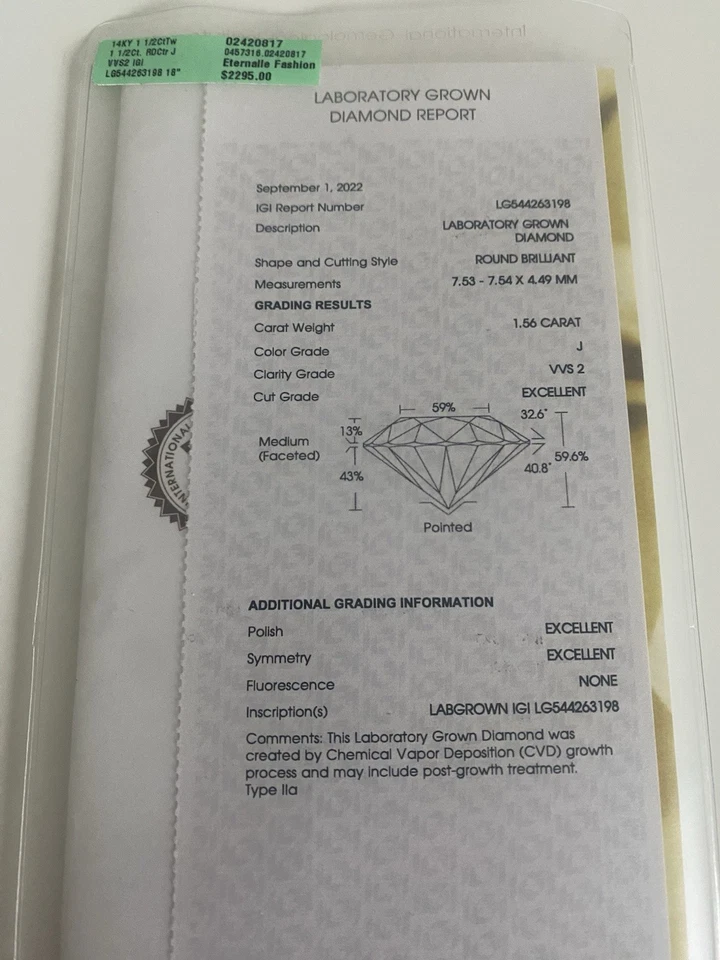 International Gemolog
14KY 1 1/2CtTw
1 1/2Ct. RDCtr J
VVS2 IGI
LG544263198 18"
02420817
0457316.02420817
Eternalle Fashion
$2295.00
LABORATORY GROWN
DIAMOND REPORT
September 1, 2022
IGI Report Number LG544263198
Description LABORATORY GROWN
DIAMOND
Shape and Cutting Style ROUND BRILLIANT
Measurements 7.53 - 7.54 X 4.49 MM
GRADING RESULTS
Carat Weight 1.56 CARAT
Color Grade J
Clarity Grade VVS 2
Cut Grade EXCELLENT
59% 32.6°
13%
Medium
(Faceted)
43%
40.8°
59.6%
Pointed
INTERNATIONAL
ADDITIONAL GRADING INFORMATION
Polish EXCELLENT
Symmetry EXCELLENT
Fluorescence NONE
Inscription(s) LABGROWN IGI LG544263198
Comments: This Laboratory Grown Diamond was
created by Chemical Vapor Deposition (CVD) growth
process and may include post-growth treatment.
Type IIa